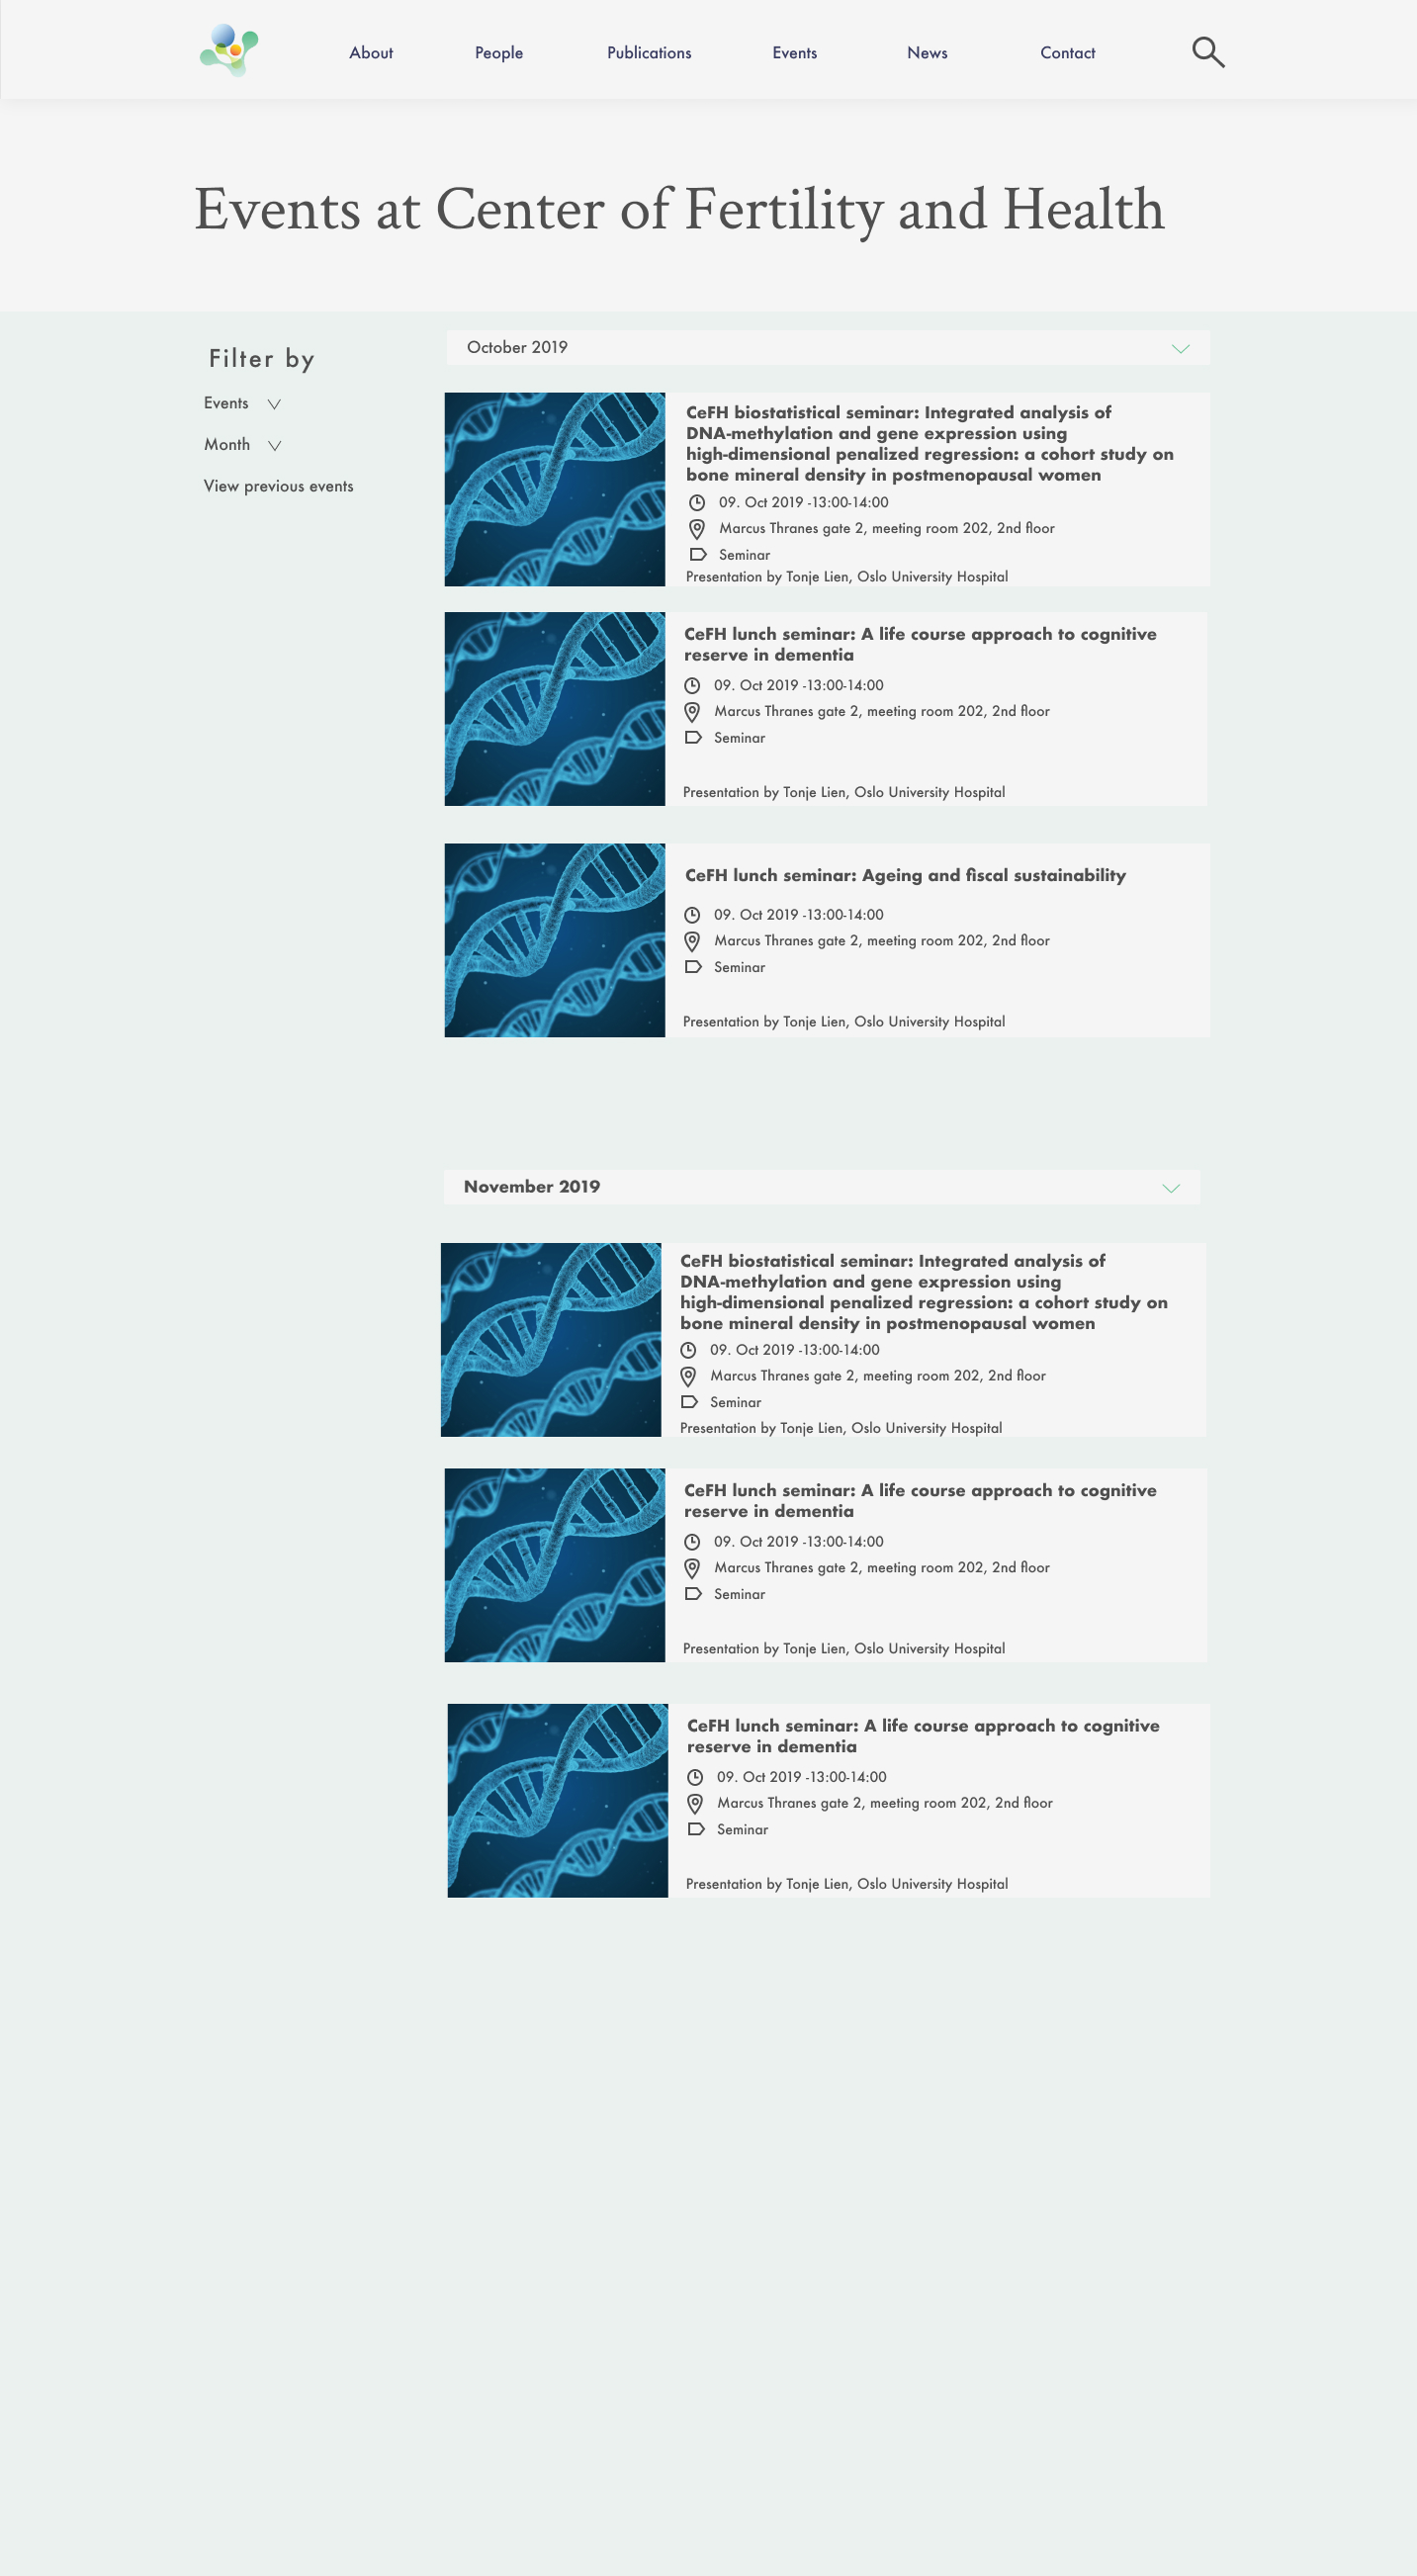 About People Publications Events News Contact
Events at Center of Fertility and Health
Filter by
Events
Month
View previous events
October 2019
CeFH biostatistical seminar: Integrated analysis of
DNA-methylation and gene expression using
high-dimensional penalized regression: a cohort study on
bone mineral density in postmenopausal women
09. Oct 2019 -13:00-14:00
Marcus Thranes gate 2, meeting room 202, 2nd floor
Seminar
Presentation by Tonje Lien, Oslo University Hospital
CeFH lunch seminar: A life course approach to cognitive
reserve in dementia
09. Oct 2019 -13:00-14:00
Marcus Thranes gate 2, meeting room 202, 2nd floor
Seminar
Presentation by Tonje Lien, Oslo University Hospital
CeFH lunch seminar: Ageing and fiscal sustainability
09. Oct 2019 -13:00-14:00
Marcus Thranes gate 2, meeting room 202, 2nd floor
Seminar
Presentation by Tonje Lien, Oslo University Hospital
November 2019
CeFH biostatistical seminar: Integrated analysis of
DNA-methylation and gene expression using
high-dimensional penalized regression: a cohort study on
bone mineral density in postmenopausal women
09. Oct 2019 -13:00-14:00
Marcus Thranes gate 2, meeting room 202, 2nd floor
Seminar
Presentation by Tonje Lien, Oslo University Hospital
CeFH lunch seminar: A life course approach to cognitive
reserve in dementia
09. Oct 2019 -13:00-14:00
Marcus Thranes gate 2, meeting room 202, 2nd floor
Seminar
Presentation by Tonje Lien, Oslo University Hospital
CeFH lunch seminar: A life course approach to cognitive
reserve in dementia
09. Oct 2019 -13:00-14:00
Marcus Thranes gate 2, meeting room 202, 2nd floor
Seminar
Presentation by Tonje Lien, Oslo University Hospital